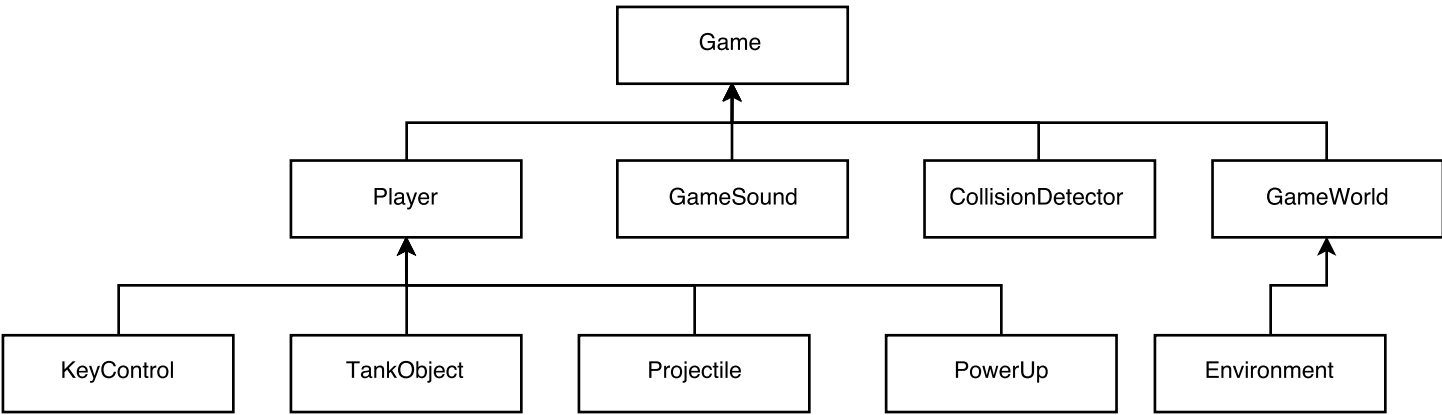 Game
Player
GameSound
CollisionDetector
GameWorld
KeyControl
TankObject
Projectile
PowerUp
Environment